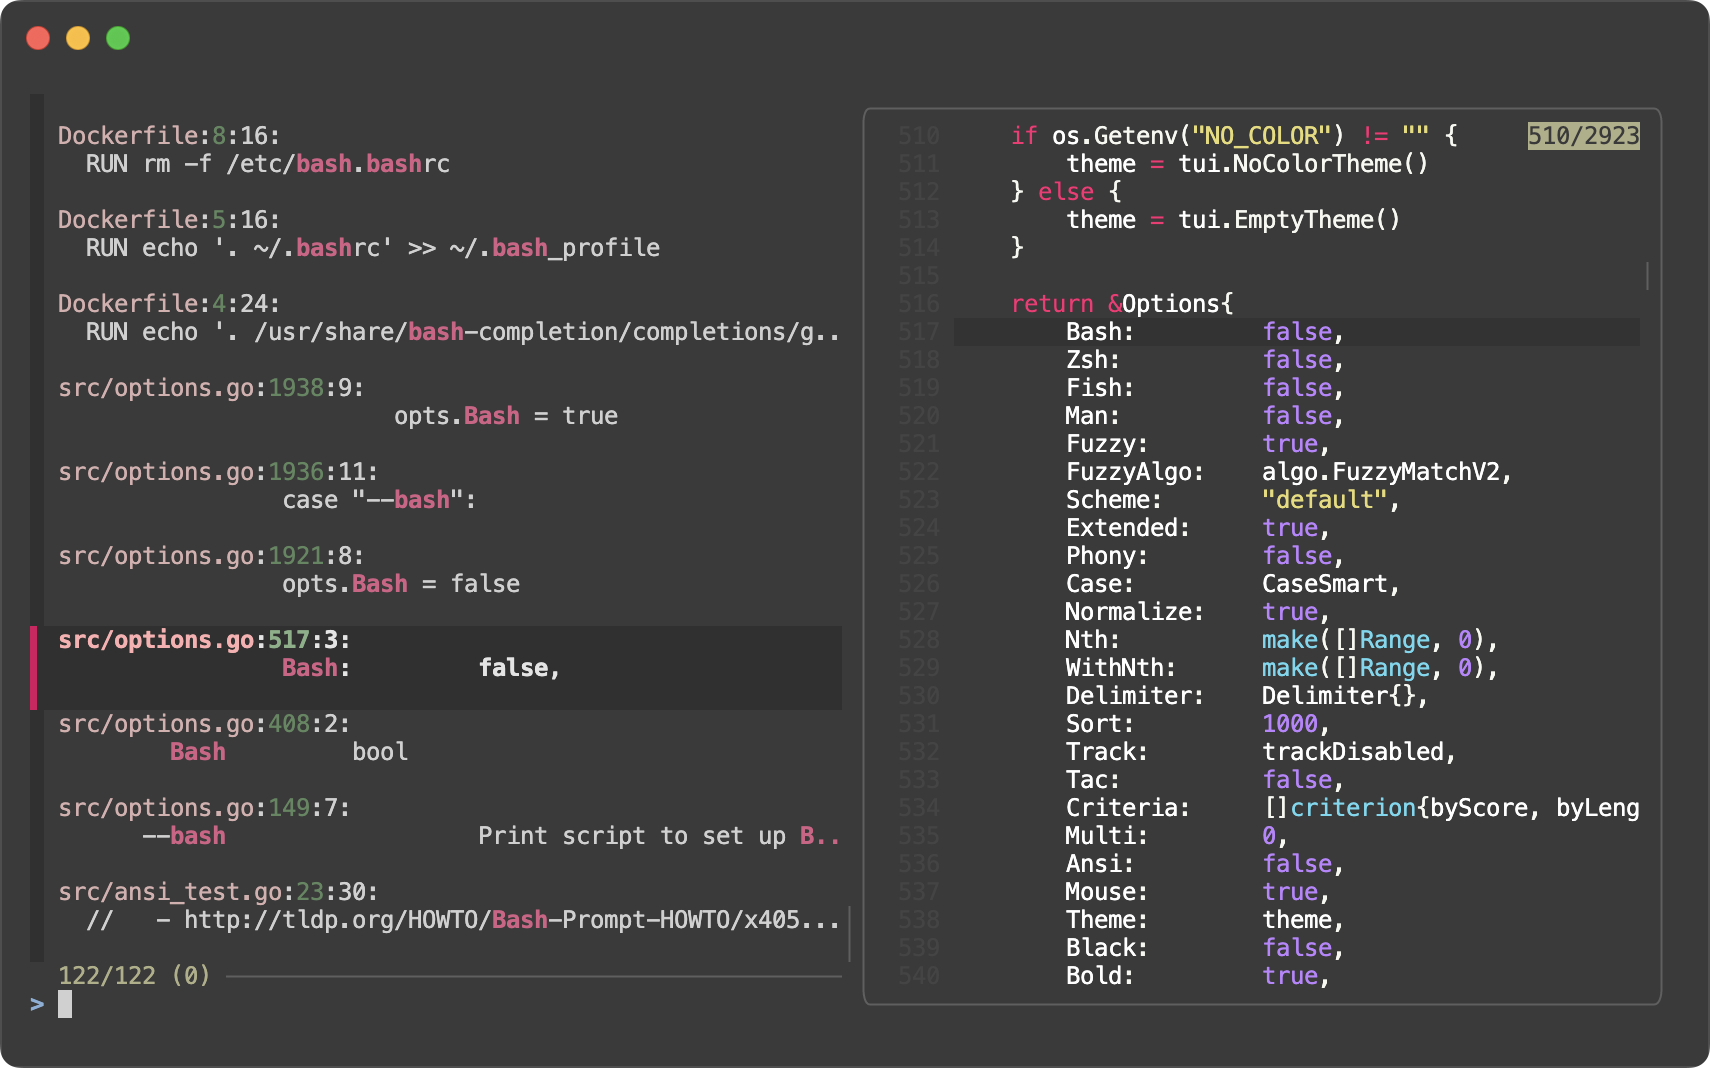 Dockerfile:8:16:
  RUN rm -f /etc/bash.bashrc
Dockerfile:5:16:
  RUN echo '. ~/.bashrc' >> ~/.bash_profile
Dockerfile:4:24:
  RUN echo '. /usr/share/bash-completion/completions/g..
src/options.go:1938:9:
                        opts.Bash = true
src/options.go:1936:11:
                case "--bash":
src/options.go:1921:8:
                opts.Bash = false
src/options.go:517:3:
                Bash:         false,
src/options.go:408:2:
        Bash         bool
src/options.go:149:7:
      --bash                  Print script to set up B..
src/ansi_test.go:23:30:
  //   - http://tldp.org/HOWTO/Bash-Prompt-HOWTO/x405...
122/122 (0)
>
510     if os.Getenv("NO_COLOR") != "" {     510/2923
511         theme = tui.NoColorTheme()
512     } else {
513         theme = tui.EmptyTheme()
514     }
515
516     return &Options{
517         Bash:         false,
518         Zsh:          false,
519         Fish:         false,
520         Man:          false,
521         Fuzzy:        true,
522         FuzzyAlgo:    algo.FuzzyMatchV2,
523         Scheme:       "default",
524         Extended:     true,
525         Phony:        false,
526         Case:         CaseSmart,
527         Normalize:    true,
528         Nth:          make([]Range, 0),
529         WithNth:      make([]Range, 0),
530         Delimiter:    Delimiter{},
531         Sort:         1000,
532         Track:        trackDisabled,
533         Tac:          false,
534         Criteria:     []criterion{byScore, byLeng
535         Multi:        0,
536         Ansi:         false,
537         Mouse:        true,
538         Theme:        theme,
539         Black:        false,
540         Bold:         true,